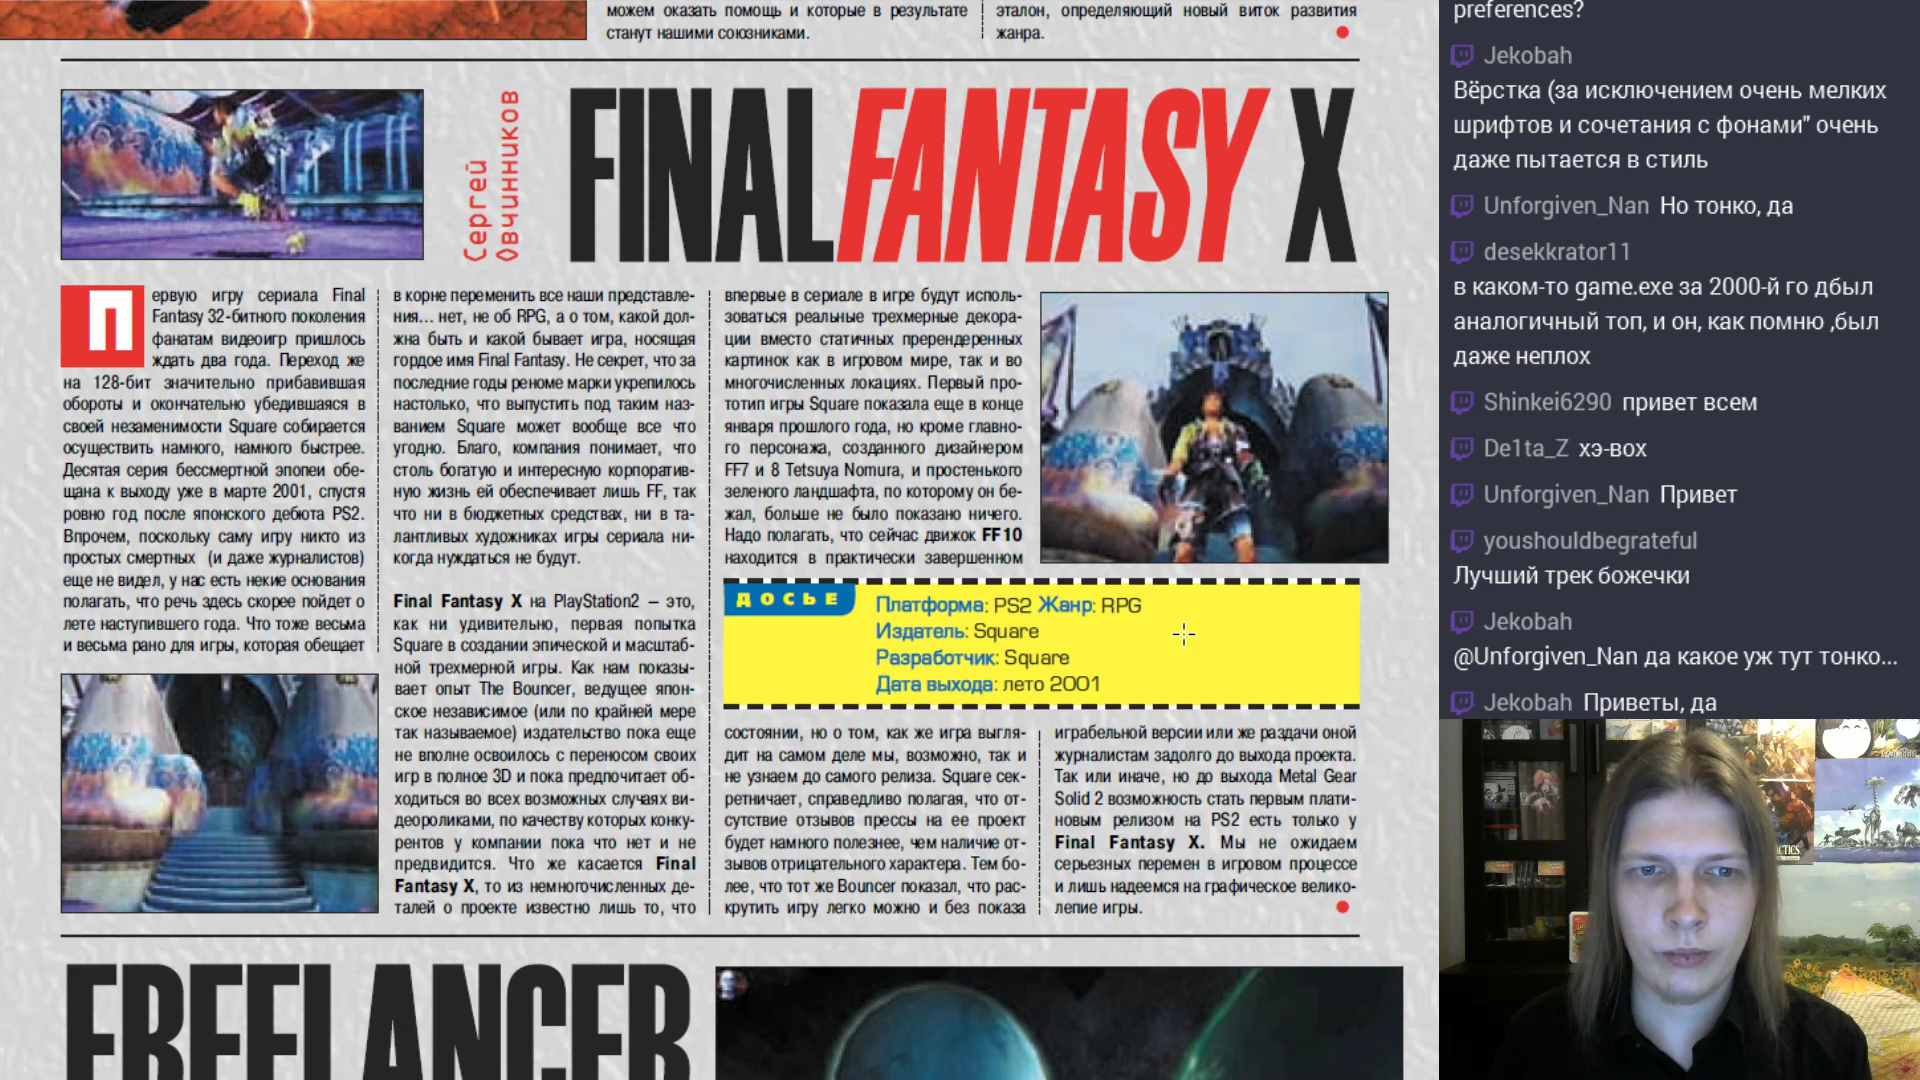 можем оказать помощь и которые в результате
станут нашими союзниками.
эталон, определяющий новый виток развития
жанра.
Сергей
Овчинников
FINAL FANTASY X
Первую игру сериала Final
Fantasy 32-битного поколения
фанатам видеоигр пришлось
ждать два года. Переход же
на 128-бит значительно прибавившая
обороты и окончательно убедившаяся в
своей незаменимости Square собирается
осуществить намного, намного быстрее.
Десятая серия бессмертной эпопеи обе-
щана к выходу уже в марте 2001, спустя
ровно год после японского дебюта PS2.
Впрочем, поскольку саму игру никто из
простых смертных (и даже журналистов)
еще не видел, у нас есть некие основания
полагать, что речь здесь скорее пойдет о
лете наступившего года. Что тоже весьма
и весьма рано для игры, которая обещает
в корне переменить все наши представле-
ния... нет, не об RPG, а о том, какой дол-
жна быть и какой бывает игра, носящая
гордое имя Final Fantasy. Не секрет, что за
последние годы реноме марки укрепилось
настолько, что выпустить под таким наз-
ванием Square может вообще все что
угодно. Благо, компания понимает, что
столь богатую и интересную корпоратив-
ную жизнь ей обеспечивает лишь FF, так
что ни в бюджетных средствах, ни в та-
лантливых художниках игры сериала ни-
когда нуждаться не будут.
Final Fantasy X на PlayStation2 – это,
как ни удивительно, первая попытка
Square в создании эпической и масштаб-
ной трехмерной игры. Как нам показы-
вает опыт The Bouncer, ведущее япон-
ское независимое (или по крайней мере
так называемое) издательство пока еще
не вполне освоилось с переносом своих
игр в полное 3D и пока предпочитает об-
ходиться во всех возможных случаях ви-
деороликами, по качеству которых конку-
рентов у компании пока что нет и не
предвидится. Что же касается Final
Fantasy X, то из немногочисленных де-
талей о проекте известно лишь то, что
впервые в сериале в игре будут исполь-
зоваться реальные трехмерные декора-
ции вместо статичных пререндеренных
картинок как в игровом мире, так и во
многочисленных локациях. Первый про-
тотип игры Square показала еще в конце
января прошлого года, но кроме главно-
го персонажа, созданного дизайнером
FF7 и 8 Tetsuya Nomura, и простенького
зеленого ландшафта, по которому он бе-
жал, больше не было показано ничего.
Надо полагать, что сейчас движок FF10
находится в практически завершенном
ДОСЬЕ
Платформа: PS2 Жанр: RPG
Издатель: Square
Разработчик: Square
Дата выхода: лето 2001
состоянии, но о том, как же игра выгля-
дит на самом деле мы, возможно, так и
не узнаем до самого релиза. Square сек-
ретничает, справедливо полагая, что от-
сутствие отзывов прессы на ее проект
будет намного полезнее, чем наличие от-
зывов отрицательного характера. Тем бо-
лее, что тот же Bouncer показал, что рас-
крутить игру легко можно и без показа
играбельной версии или же раздачи оной
журналистам задолго до выхода проекта.
Так или иначе, но до выхода Metal Gear
Solid 2 возможность стать первым плати-
новым релизом на PS2 есть только у
Final Fantasy X. Мы не ожидаем
серьезных перемен в игровом процессе
и лишь надеемся на графическое велико-
лепие игры.
FREELANCER
preferences?
Jekobah
Вёрстка (за исключением очень мелких
шрифтов и сочетания с фонами" очень
даже пытается в стиль
Unforgiven_Nan Но тонко, да
desekkrator11
в каком-то game.exe за 2000-й го дбыл
аналогичный топ, и он, как помню ,был
даже неплох
Shinkei6290 привет всем
De1ta_Z хэ-вох
Unforgiven_Nan Привет
youshouldbegrateful
Лучший трек божечки
Jekobah
@Unforgiven_Nan да какое уж тут тонко...
Jekobah Приветы, да